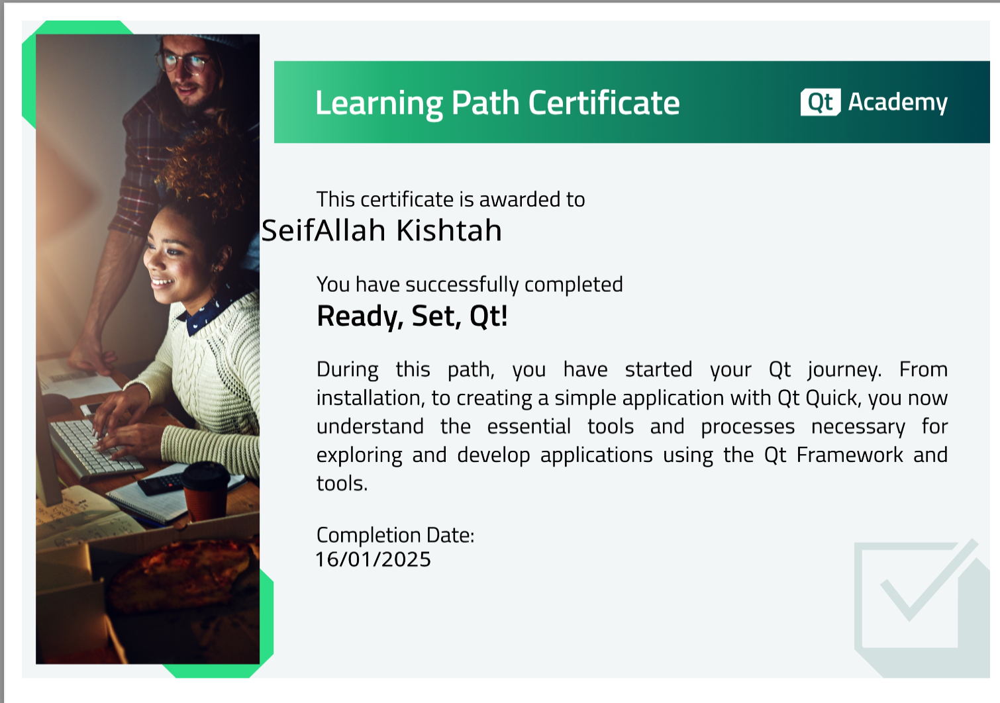 Learning Path Certificate
Qt Academy
This certificate is awarded to
SeifAllah Kishtah
You have successfully completed
Ready, Set, Qt!
During this path, you have started your Qt journey. From
installation, to creating a simple application with Qt Quick, you now
understand the essential tools and processes necessary for
exploring and develop applications using the Qt Framework and
tools.
Completion Date:
16/01/2025